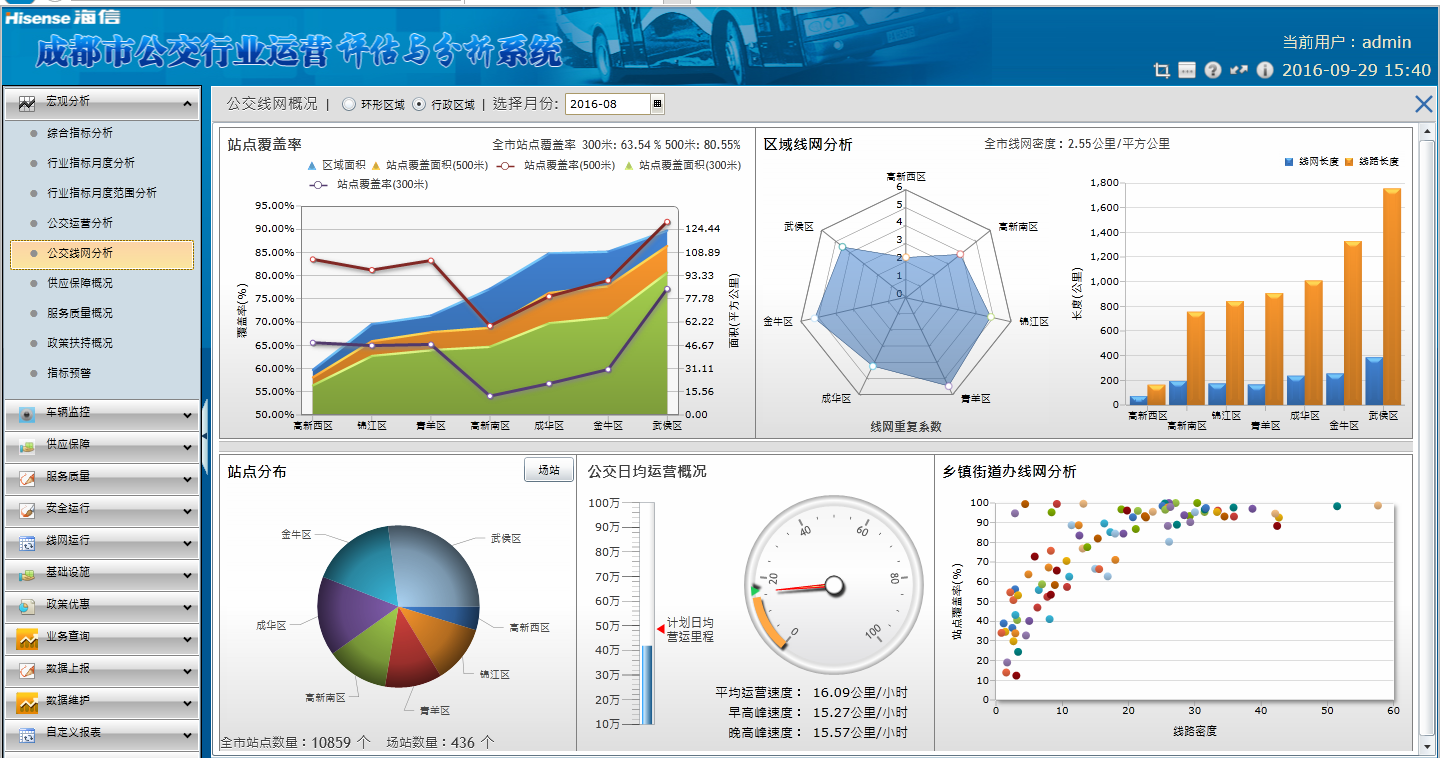 Hisense 海信
成都市公交行业运营评估与分析系统
当前用户：admin
2016-09-29 15:40
宏观分析
综合指标分析
行业指标月度分析
行业指标月度范围分析
公交运营分析
公交线网分析
供应保障概况
服务质量概况
政策扶持概况
指标预警
车辆监控
供应保障
服务质量
安全运行
线网运行
基础设施
政策优惠
业务查询
数据上报
数据维护
自定义报表
公交线网概况 | 环形区域 行政区域 | 选择月份: 2016-08
站点覆盖率
全市站点覆盖率 300米: 63.54 % 500米: 80.55%
区域面积 站点覆盖面积(500米) 站点覆盖率(500米) 站点覆盖面积(300米)
站点覆盖率(300米)
95.00%
90.00% 124.44
85.00% 108.89
80.00% 93.33
75.00% 77.78
70.00% 62.22
65.00% 46.67
60.00% 31.11
55.00% 15.56
50.00% 0.00
覆盖率(%)
面积(平方公里)
高新西区 锦江区 青羊区 高新南区 成华区 金牛区 武侯区
区域线网分析
全市线网密度：2.55公里/平方公里
线网长度 线路长度
高新西区
6
5
4
3
2
1
0
武侯区 高新南区
金牛区 锦江区
成华区 青羊区
线网重复系数
1,800
1,600
1,400
1,200
1,000
800
600
400
200
0
长度(公里)
高新西区 锦江区 成华区 武侯区
高新南区 青羊区 金牛区
站点分布
场站
金牛区 武侯区
成华区 高新西区
高新南区 青羊区 锦江区
全市站点数量：10859 个 场站数量：436 个
公交日均运营概况
100万
90万
80万
70万
60万
50万
40万
30万
20万
10万
计划日均
营运里程
0 20 40 60 80 100
平均运营速度： 16.09公里/小时
早高峰速度： 15.27公里/小时
晚高峰速度： 15.57公里/小时
乡镇街道办线网分析
100
90
80
70
60
50
40
30
20
10
0
站点覆盖率(%)
0 10 20 30 40 50 60
线路密度